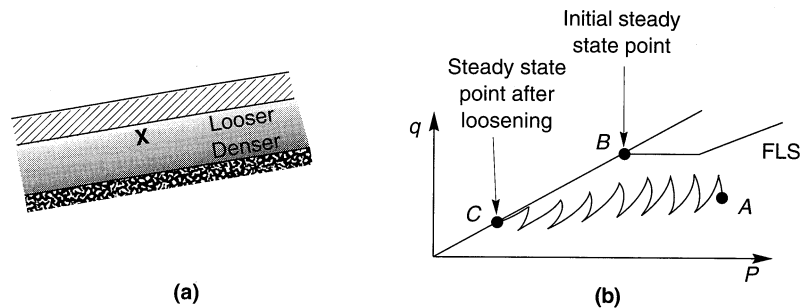 X
Looser
Denser
(a)
Initial steady
state point
Steady state
point after
loosening
q
B
FLS
C
A
P
(b)